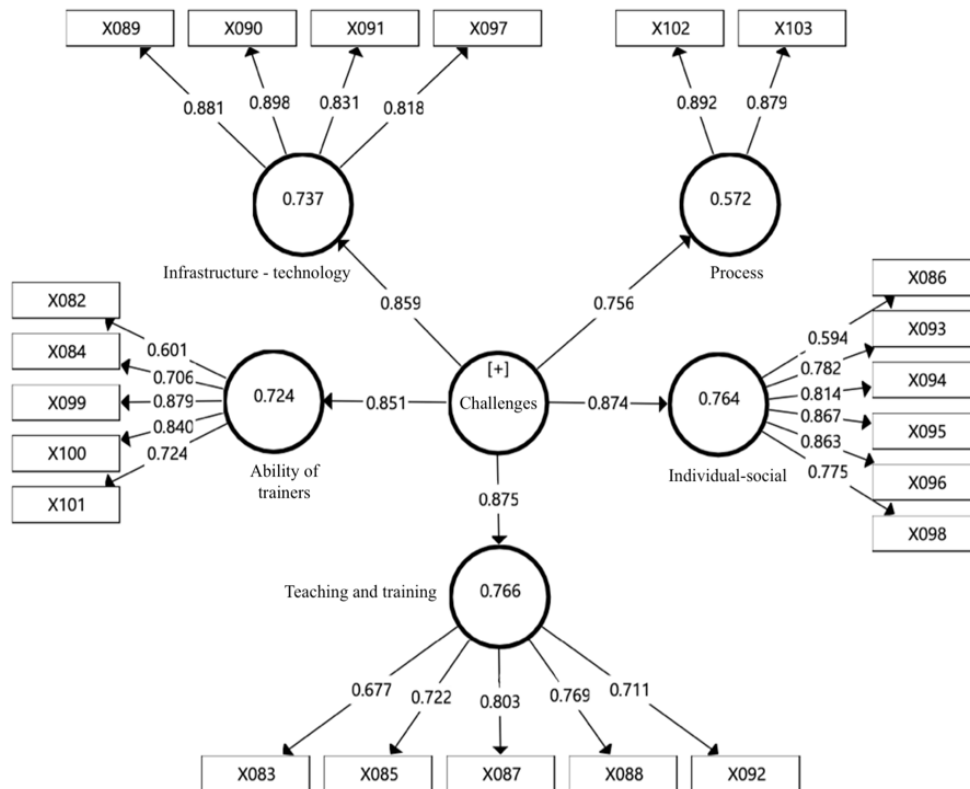 X089 X090 X091 X097 X102 X103
0.881 0.898 0.831 0.818 0.892 0.879
0.737 0.572
Infrastructure - technology Process
X086
X082
0.859 0.756
X093
0.594
X084
0.601
0.782
0.706
[+]
X094
0.814
X099
0.879
0.724
0.851
Challenges
0.874
0.764
0.867
X095
0.840
X100
0.863
0.724
Ability of
trainers
Individual-social
0.775
X096
X101
0.875
X098
Teaching and training 0.766
0.677 0.722 0.803 0.769 0.711
X083 X085 X087 X088 X092